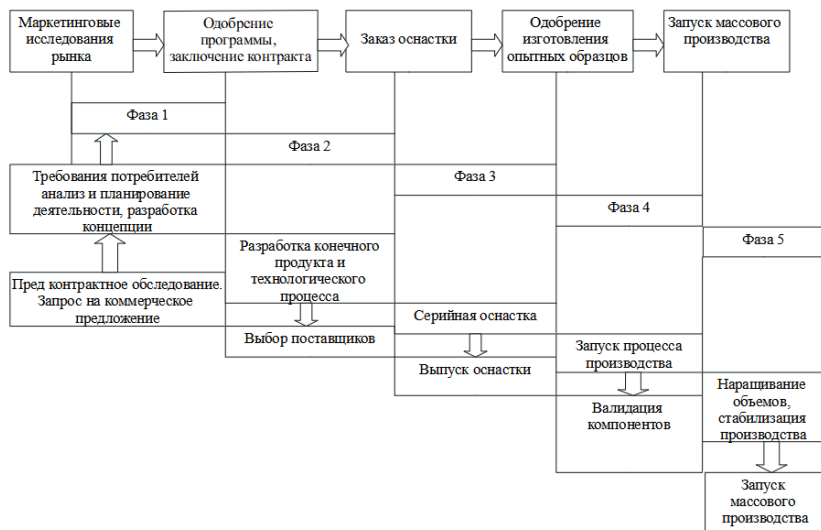 Маркетинговые
исследования
рынка
Одобрение
программы,
заключение контракта
Заказ оснастки
Одобрение
изготовления
опытных образцов
Запуск массового
производства
Фаза 1
Фаза 2
Фаза 3
Фаза 4
Фаза 5
Требования потребителей
анализ и планирование
деятельности, разработка
концепции
Пред контрактное обследование.
Запрос на коммерческое
предложение
Разработка конечного
продукта и
технологического
процесса
Выбор поставщиков
Серийная оснастка
Выпуск оснастки
Запуск процесса
производства
Валидация
компонентов
Наращивание
объемов,
стабилизация
производства
Запуск
массового
производства